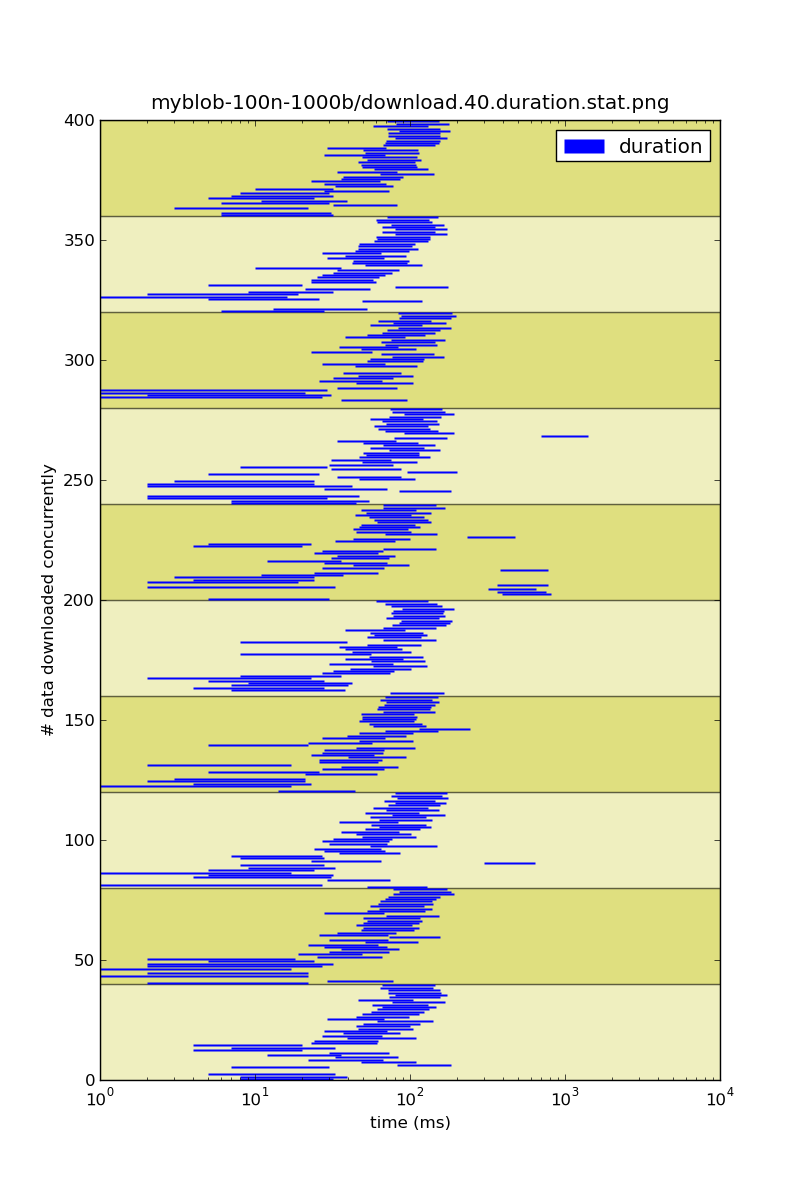 myblob-100n-1000b/download.40.duration.stat.png
duration
400
350
300
250
200
150
100
50
0
# data downloaded concurrently
10^0 10^1 10^2 10^3 10^4
time (ms)